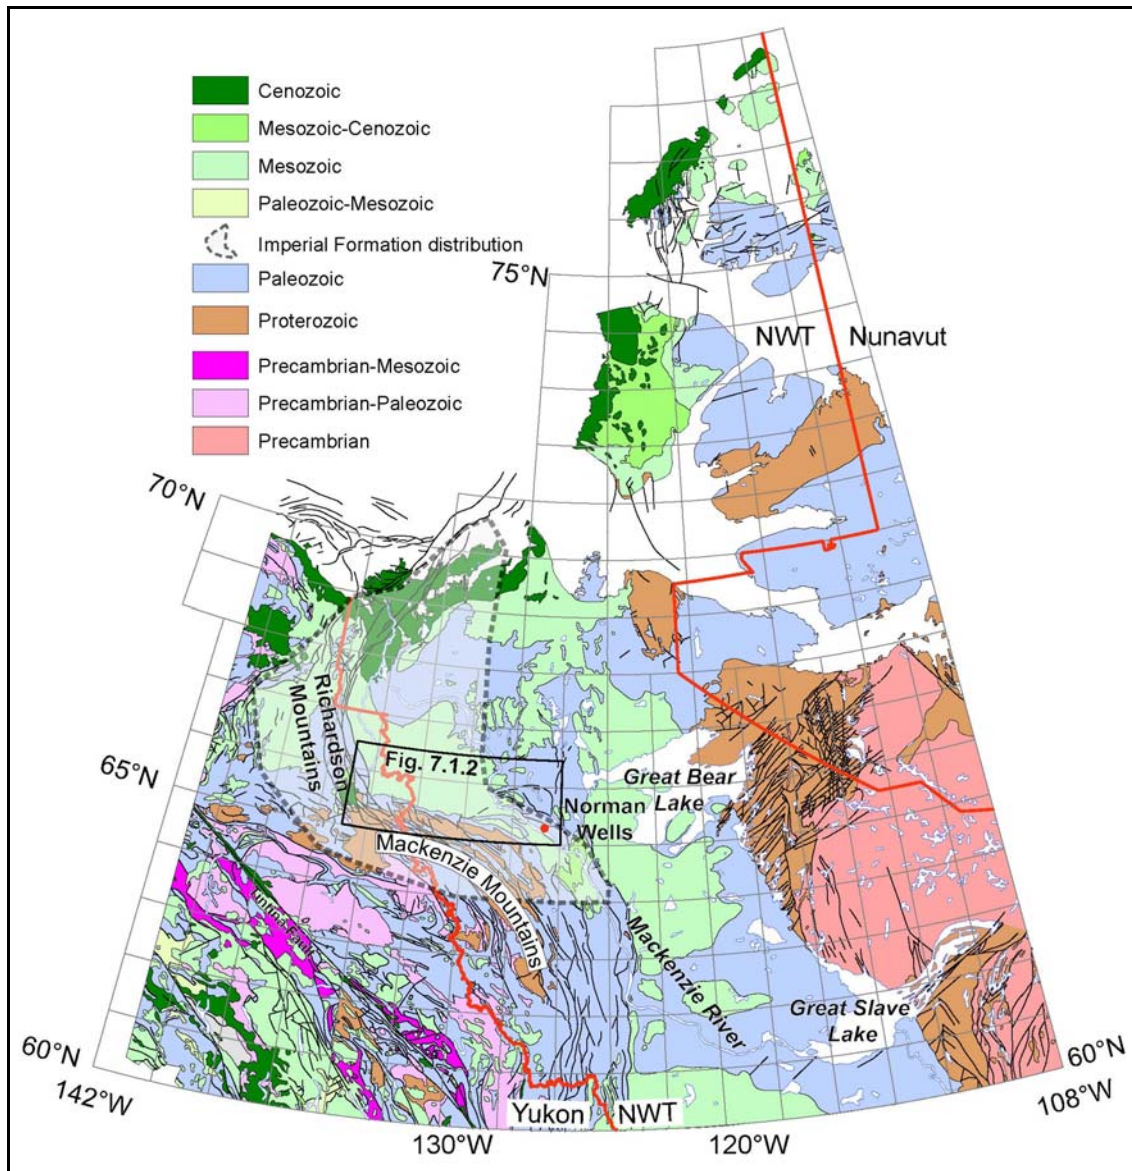 Cenozoic
Mesozoic-Cenozoic
Mesozoic
Paleozoic-Mesozoic
Imperial Formation distribution
Paleozoic
Proterozoic
Precambrian-Mesozoic
Precambrian-Paleozoic
Precambrian
75°N
NWT
Nunavut
70°N
Richardson
Mountains
65°N
Fig. 7.1.2
Great Bear
Lake
Norman
Wells
Mackenzie Mountains
Mackenzie River
Great Slave
Lake
60°N
142°W
Yukon
NWT
60°N
108°W
130°W
120°W